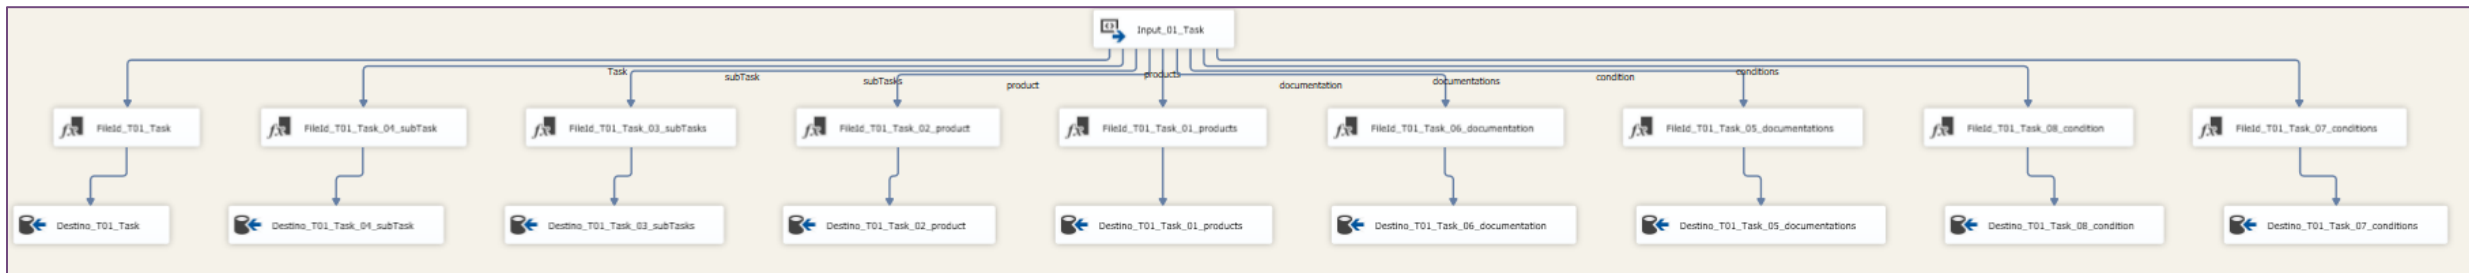 Input_01_Task
Task
subTask
subTasks
product
products
documentation
documentations
condition
conditions
FileId_T01_Task
FileId_T01_Task_04_subTask
FileId_T01_Task_03_subTasks
FileId_T01_Task_02_product
FileId_T01_Task_01_products
FileId_T01_Task_06_documentation
FileId_T01_Task_05_documentations
FileId_T01_Task_08_condition
FileId_T01_Task_07_conditions
Destino_T01_Task
Destino_T01_Task_04_subTask
Destino_T01_Task_03_subTasks
Destino_T01_Task_02_product
Destino_T01_Task_01_products
Destino_T01_Task_06_documentation
Destino_T01_Task_05_documentations
Destino_T01_Task_08_condition
Destino_T01_Task_07_conditions